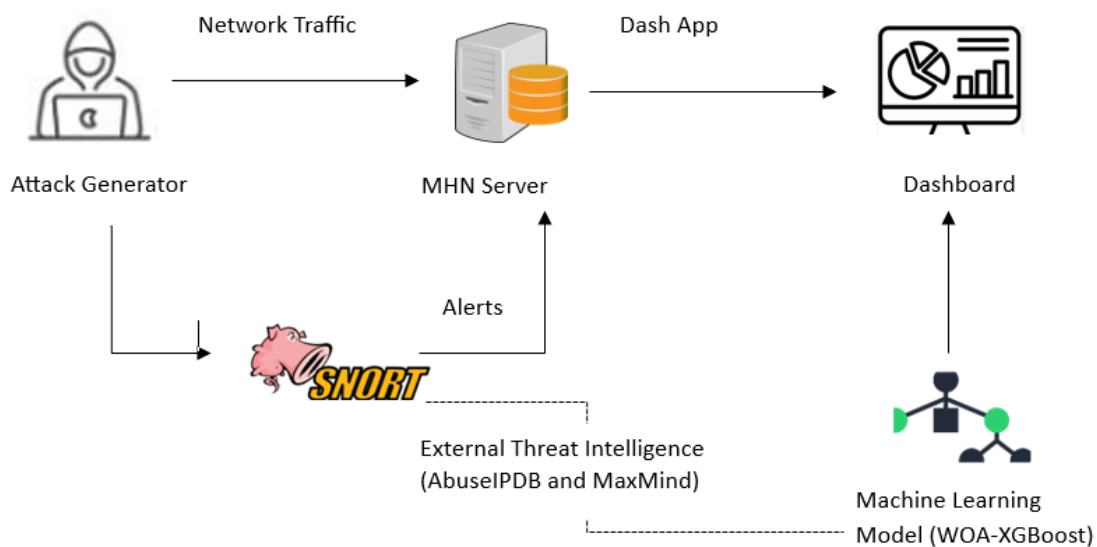 Network Traffic
Dash App
Attack Generator
MHN Server
Dashboard
Alerts
SNORT
External Threat Intelligence
(AbuseIPDB and MaxMind)
Machine Learning
Model (WOA-XGBoost)